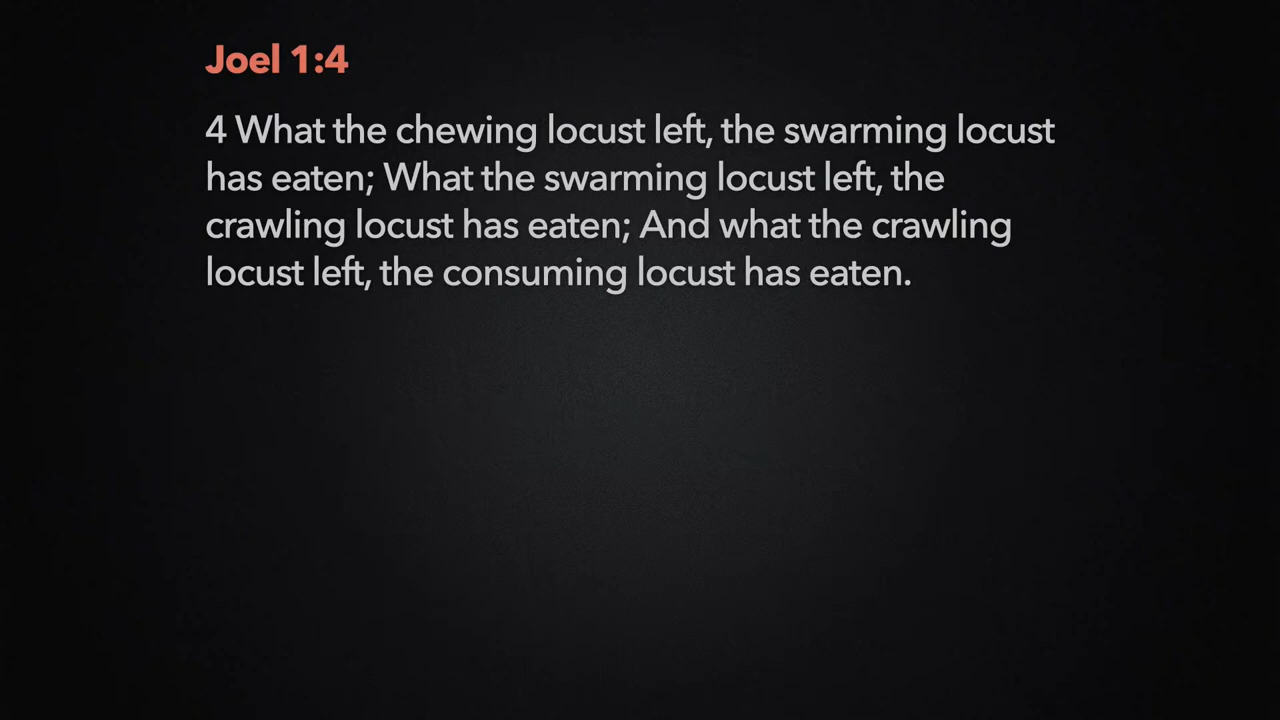 Joel 1:4
4 What the chewing locust left, the swarming locust
has eaten; What the swarming locust left, the
crawling locust has eaten; And what the crawling
locust left, the consuming locust has eaten.